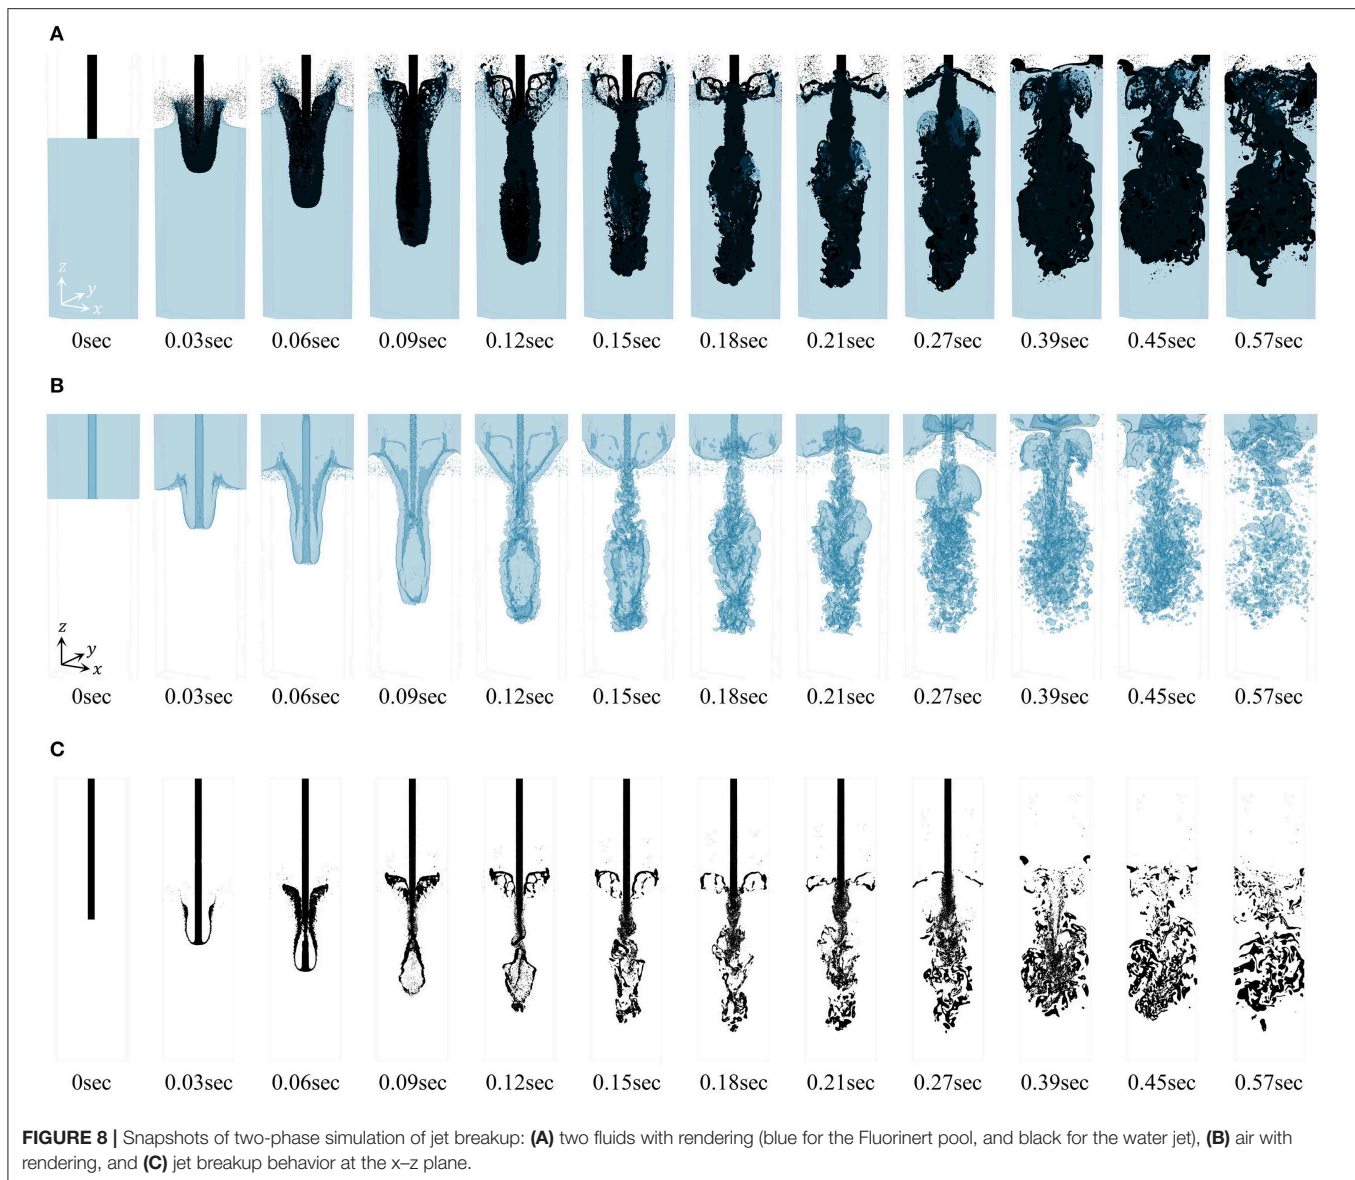 A
z
y
x
0sec 0.03sec 0.06sec 0.09sec 0.12sec 0.15sec 0.18sec 0.21sec 0.27sec 0.39sec 0.45sec 0.57sec
B
z
y
x
0sec 0.03sec 0.06sec 0.09sec 0.12sec 0.15sec 0.18sec 0.21sec 0.27sec 0.39sec 0.45sec 0.57sec
C
0sec 0.03sec 0.06sec 0.09sec 0.12sec 0.15sec 0.18sec 0.21sec 0.27sec 0.39sec 0.45sec 0.57sec
FIGURE 8 | Snapshots of two-phase simulation of jet breakup: (A) two fluids with rendering (blue for the Fluorinert pool, and black for the water jet), (B) air with
rendering, and (C) jet breakup behavior at the x–z plane.